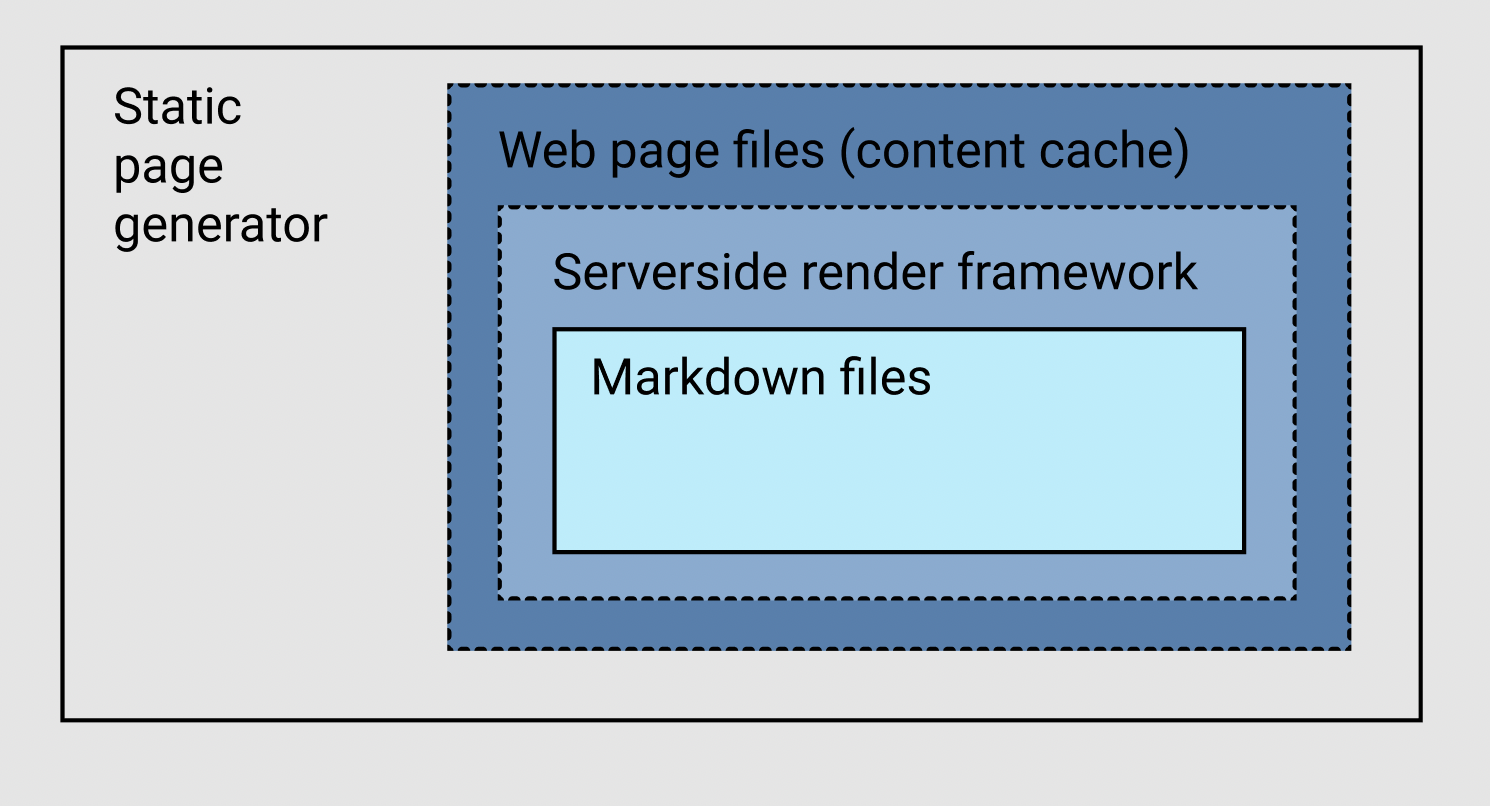 Static
page
generator
Web page files (content cache)
Serverside render framework
Markdown files